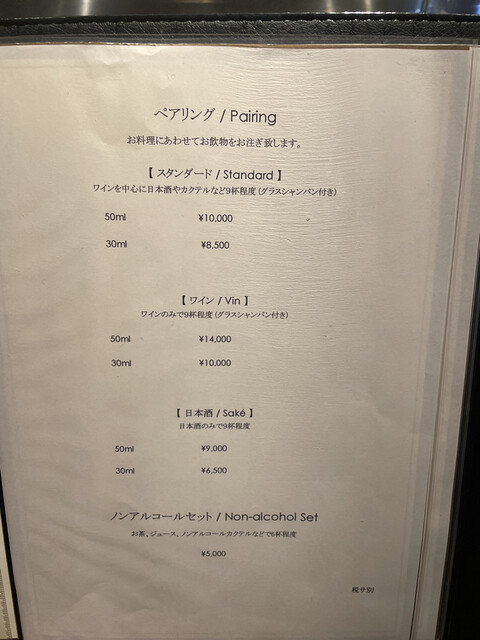 ペアリング / Pairing
お料理にあわせてお飲物をお注ぎ致します。
【 スタンダード / Standard 】
ワインを中心に日本酒やカクテルなど9杯程度(グラスシャンパン付き)
50ml ¥10,000
30ml ¥8,500
【 ワイン / Vin 】
ワインのみで9杯程度(グラスシャンパン付き)
50ml ¥14,000
30ml ¥10,000
【 日本酒 / Saké 】
日本酒のみで9杯程度
50ml ¥9,000
30ml ¥6,500
ノンアルコールセット / Non-alcohol Set
お茶、ジュース、ノンアルコールカクテルなどで6杯程度
¥5,000
税サ別